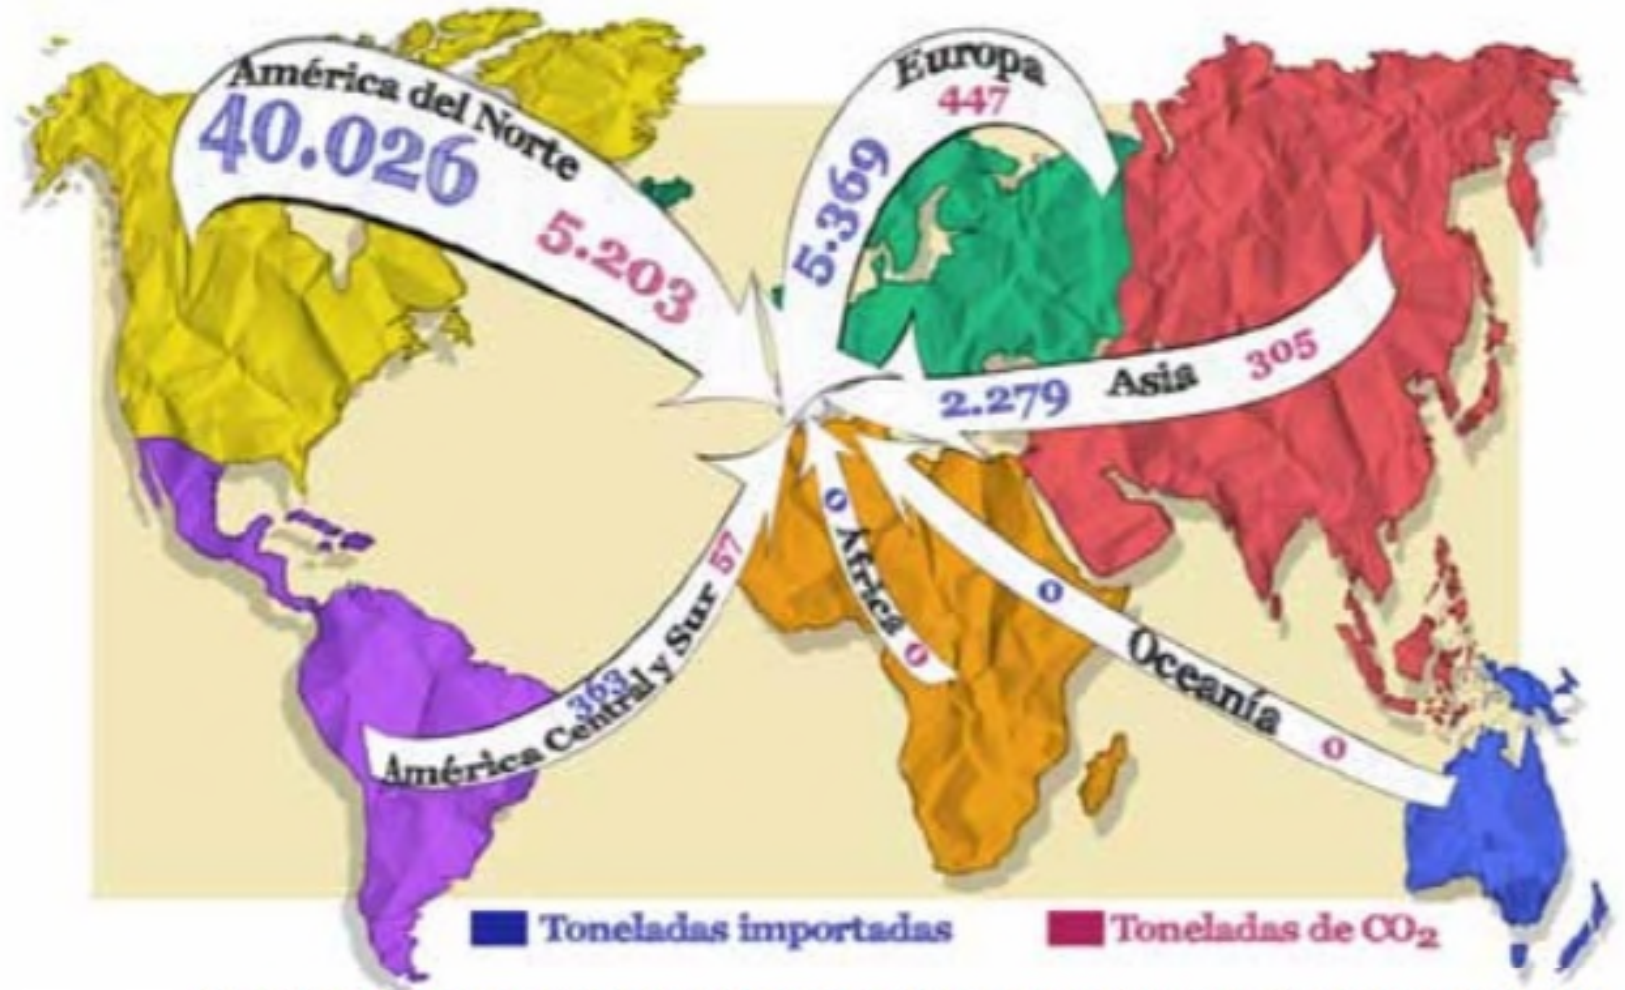 América del Norte
40.026
5.203
Europa
447
5.369
2.279 Asia 305
América Central y Sur 57
363
0 África 0
0 Oceanía 0
Toneladas importadas
Toneladas de CO2